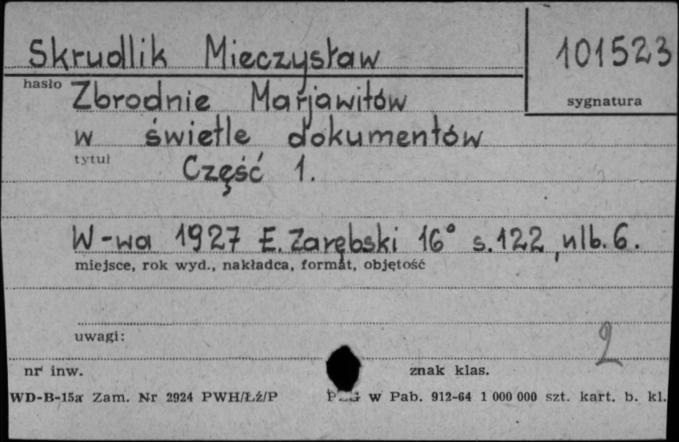 Skrudlik Mieczysław
101523
hasło
sygnatura
Zbrodnie Marjawitów
w świetle dokumentów
tytuł
Część 1.
W-wa 1927 E. Zarębski 16° s. 122, nlb. 6.
miejsce, rok wyd., nakładca, format, objętość
uwagi:
2
nr inw.
znak klas.
WD-B-15a Zam. Nr 2924 PWH/Łź/P
w Pab. 912-64 1 000 000 szt. kart. b. kl.